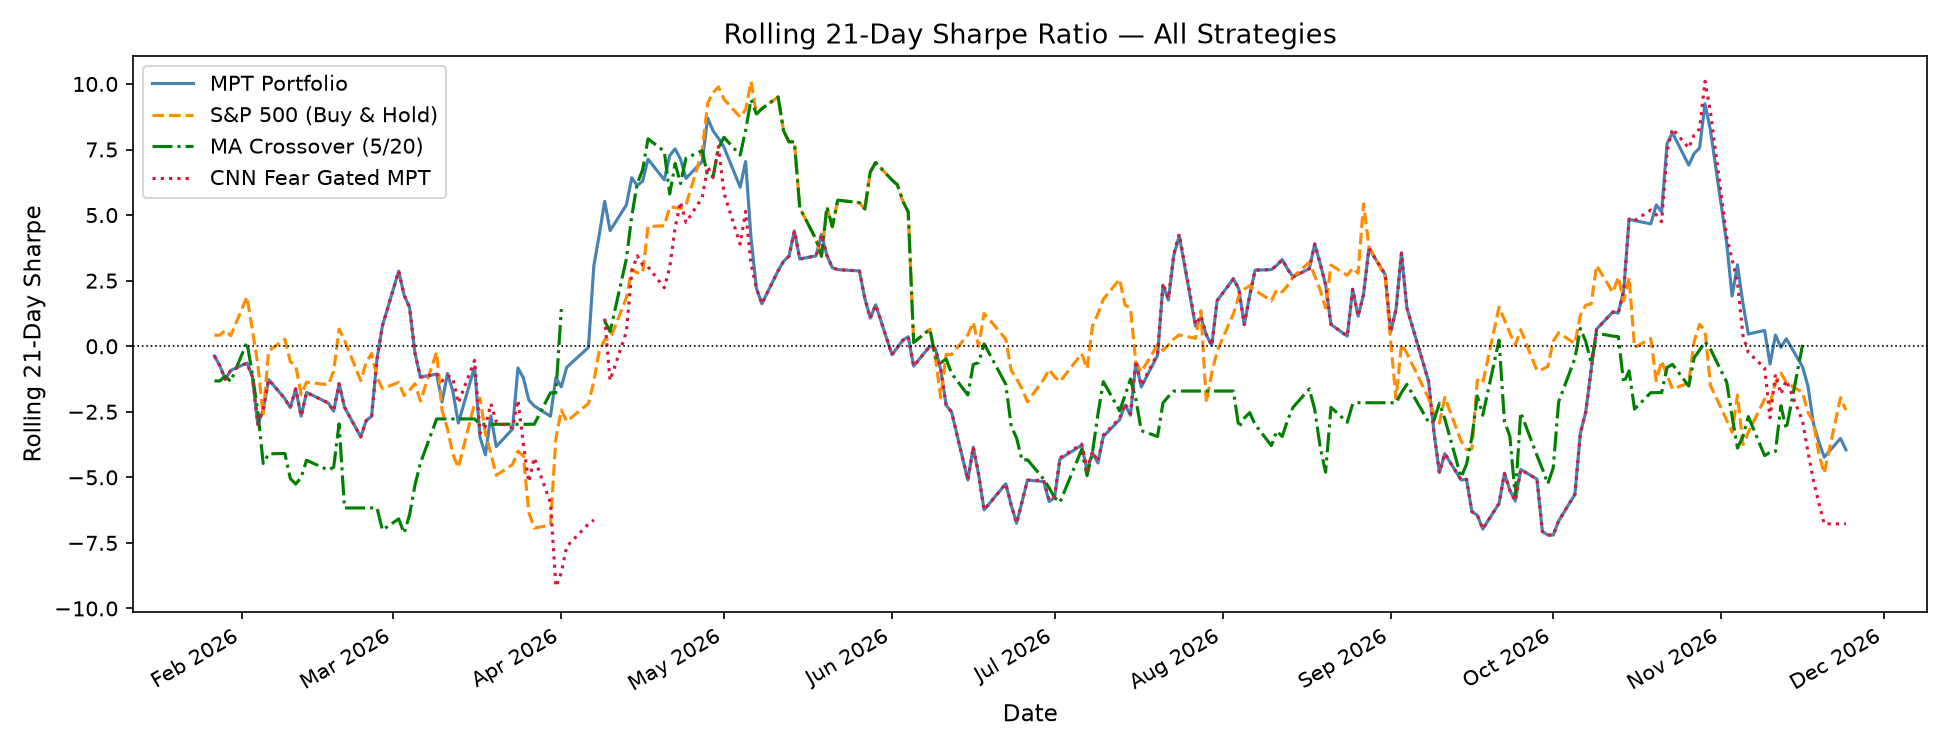 Rolling 21-Day Sharpe Ratio — All Strategies
MPT Portfolio
S&P 500 (Buy & Hold)
MA Crossover (5/20)
CNN Fear Gated MPT
Rolling 21-Day Sharpe
10.0
7.5
5.0
2.5
0.0
−2.5
−5.0
−7.5
−10.0
Feb 2026
Mar 2026
Apr 2026
May 2026
Jun 2026
Jul 2026
Aug 2026
Sep 2026
Oct 2026
Nov 2026
Dec 2026
Date